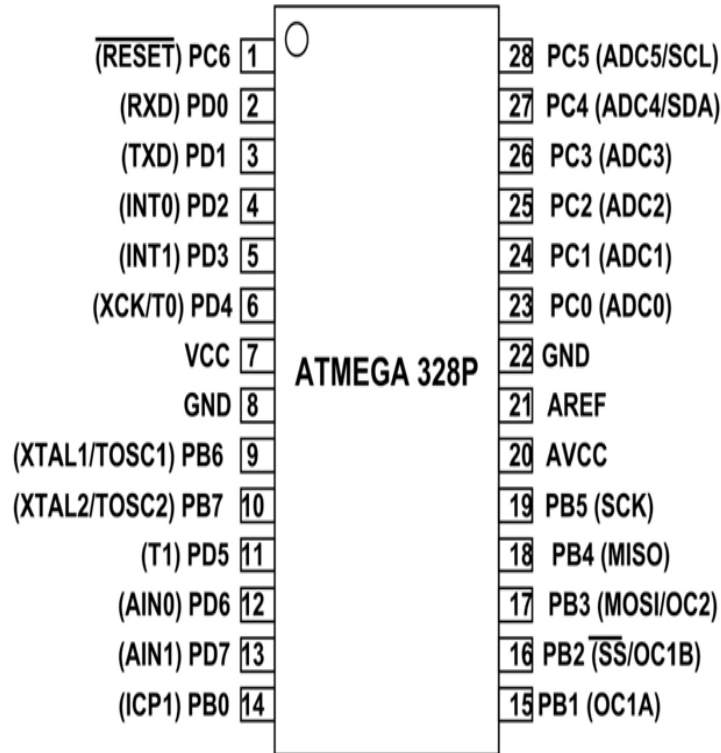 (RESET) PC6 1
(RXD) PD0 2
(TXD) PD1 3
(INT0) PD2 4
(INT1) PD3 5
(XCK/T0) PD4 6
VCC 7
GND 8
(XTAL1/TOSC1) PB6 9
(XTAL2/TOSC2) PB7 10
(T1) PD5 11
(AIN0) PD6 12
(AIN1) PD7 13
(ICP1) PB0 14
ATMEGA 328P
28 PC5 (ADC5/SCL)
27 PC4 (ADC4/SDA)
26 PC3 (ADC3)
25 PC2 (ADC2)
24 PC1 (ADC1)
23 PC0 (ADC0)
22 GND
21 AREF
20 AVCC
19 PB5 (SCK)
18 PB4 (MISO)
17 PB3 (MOSI/OC2)
16 PB2 (SS/OC1B)
15 PB1 (OC1A)